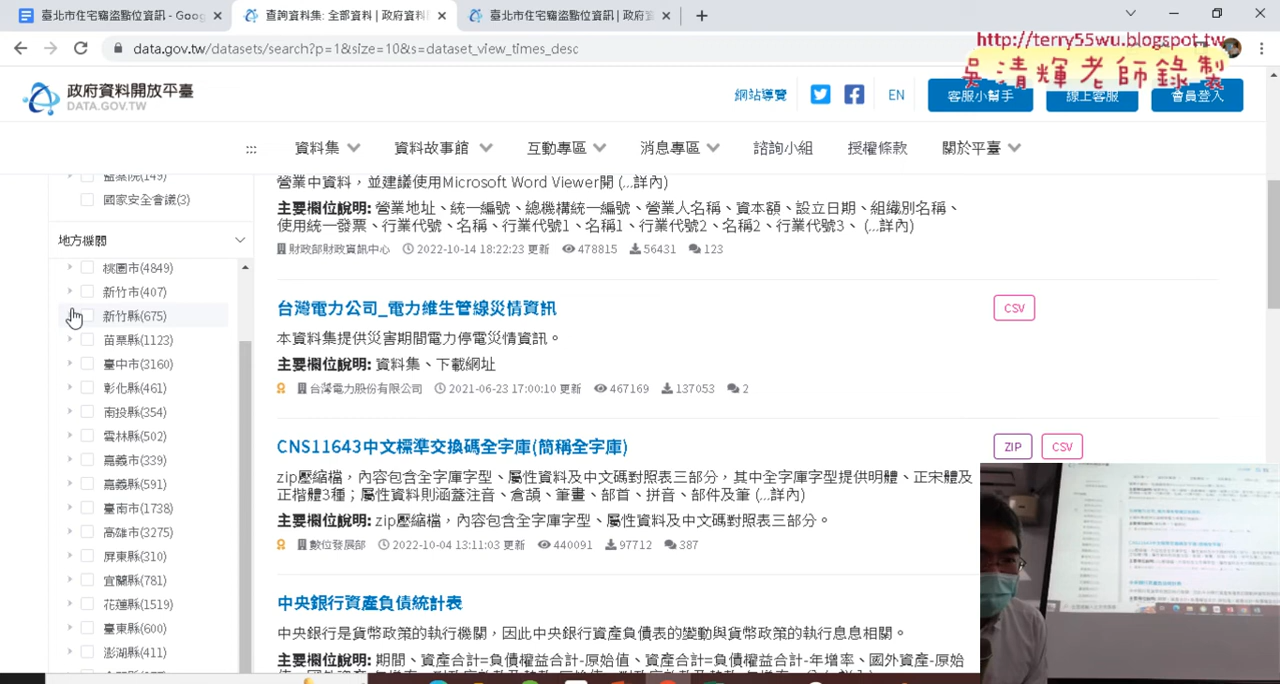 臺北市住宅竊盜點位資訊 - Goog
查詢資料集: 全部資料 | 政府資料
臺北市住宅竊盜點位資訊 | 政府
data.gov.tw/datasets/search?p=1&size=10&s=dataset_view_times_desc
http://terry55wu.blogspot.tw
吳清輝老師錄製
政府資料開放平臺
DATA.GOV.TW
網站導覽
EN
客服小幫手
線上客服
會員登入
:::
資料集
資料故事館
互動專區
消息專區
諮詢小組
授權條款
關於平臺
監察院(149)
國家安全會議(3)
地方機關
桃園市(4849)
新竹市(407)
新竹縣(675)
苗栗縣(1123)
臺中市(3160)
彰化縣(461)
南投縣(354)
雲林縣(502)
嘉義市(339)
嘉義縣(591)
臺南市(1738)
高雄市(3275)
屏東縣(310)
宜蘭縣(781)
花蓮縣(1519)
臺東縣(600)
澎湖縣(411)
營業中資料，並建議使用Microsoft Word Viewer開 (...詳內)
主要欄位說明: 營業地址、統一編號、總機構統一編號、營業人名稱、資本額、設立日期、組織別名稱、
使用統一發票、行業代號、名稱、行業代號1、名稱1、行業代號2、名稱2、行業代號3、 (...詳內)
財政部財政資訊中心 2022-10-14 18:22:23 更新 478815 56431 123
台灣電力公司_電力維生管線災情資訊
CSV
本資料集提供災害期間電力停電災情資訊。
主要欄位說明: 資料集、下載網址
台灣電力股份有限公司 2021-06-23 17:00:10 更新 467169 137053 2
CNS11643中文標準交換碼全字庫(簡稱全字庫)
ZIP
CSV
zip壓縮檔，內容包含全字庫字型、屬性資料及中文碼對照表三部分，其中全字庫字型提供明體、正宋體及
正楷體3種；屬性資料則涵蓋注音、倉頡、筆畫、部首、拼音、部件及筆 (...詳內)
主要欄位說明: zip壓縮檔，內容包含全字庫字型、屬性資料及中文碼對照表三部分。
數位發展部 2022-10-04 13:11:03 更新 440091 97712 387
中央銀行資產負債統計表
中央銀行是貨幣政策的執行機關，因此中央銀行資產負債表的變動與貨幣政策的執行息息相關。
主要欄位說明: 期間、資產合計=負債權益合計-原始值、資產合計=負債權益合計-年增率、國外資產-原始